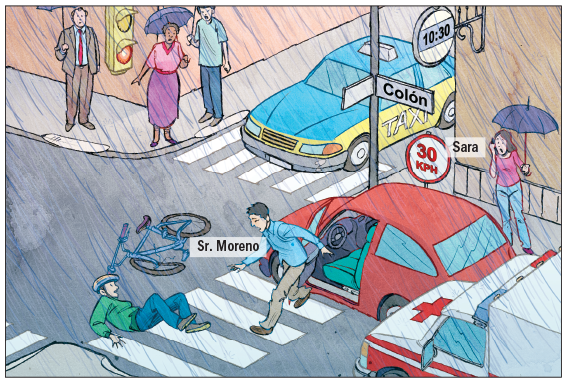 10:30
Colón
TAXI
30
KPH
Sara
Sr. Moreno